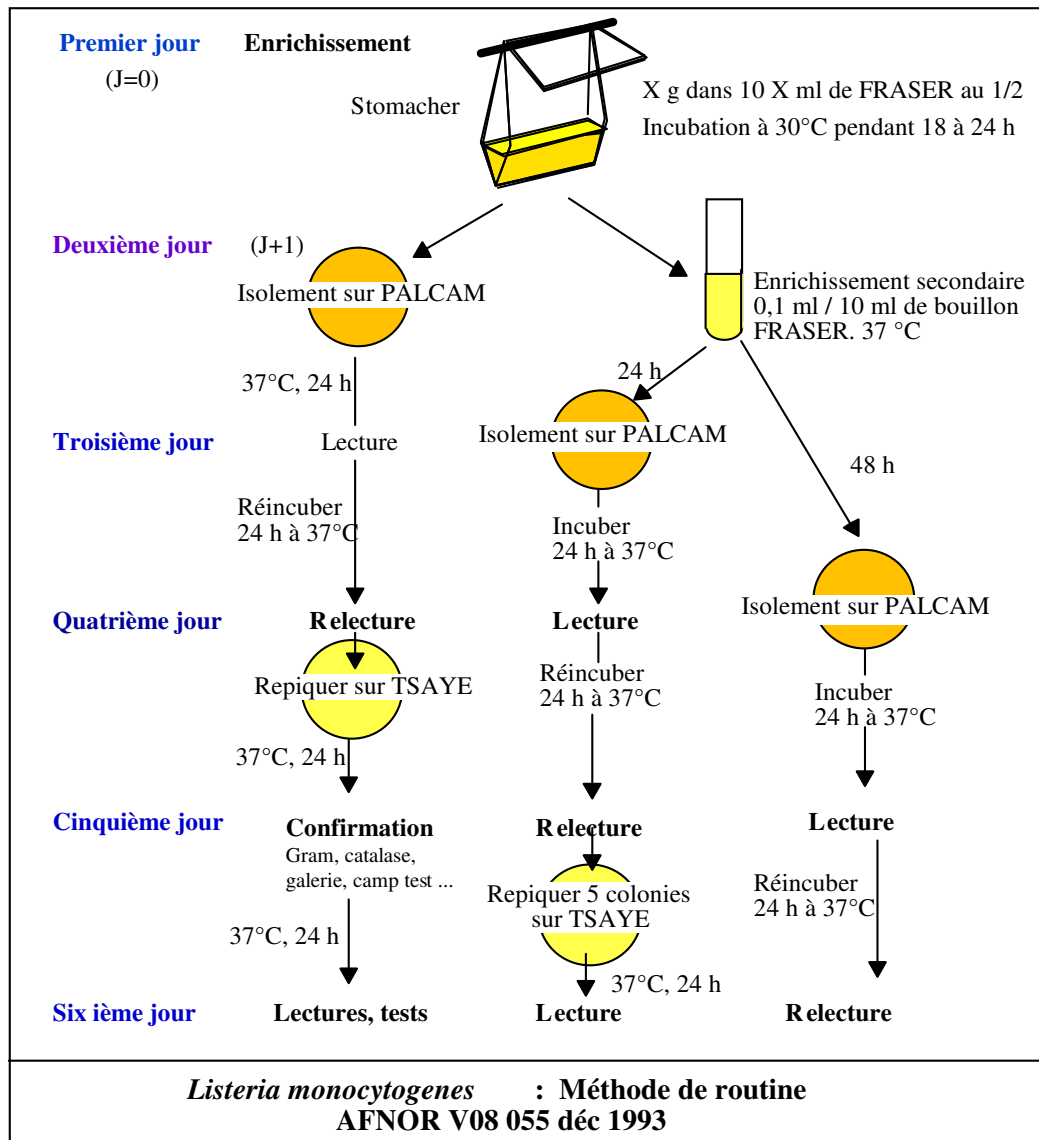 Premier jour
(J=0)
Enrichissement
Stomacher
X g dans 10 X ml de FRASER au 1/2
Incubation à 30°C pendant 18 à 24 h
Deuxième jour
(J+1)
Isolement sur PALCAM
Enrichissement secondaire
0,1 ml / 10 ml de bouillon
FRASER. 37 °C
37°C, 24 h
24 h
Troisième jour
Lecture
Isolement sur PALCAM
48 h
Réincuber
24 h à 37°C
Incuber
24 h à 37°C
Isolement sur PALCAM
Quatrième jour
Relecture
Lecture
Repiquer sur TSAYE
Réincuber
24 h à 37°C
Incuber
24 h à 37°C
37°C, 24 h
Cinquième jour
Confirmation
Gram, catalase,
galerie, camp test ...
Relecture
Lecture
Repiquer 5 colonies
sur TSAYE
Réincuber
24 h à 37°C
37°C, 24 h
37°C, 24 h
Six ième jour
Lectures, tests
Lecture
Relecture
Listeria monocytogenes : Méthode de routine
AFNOR V08 055 déc 1993